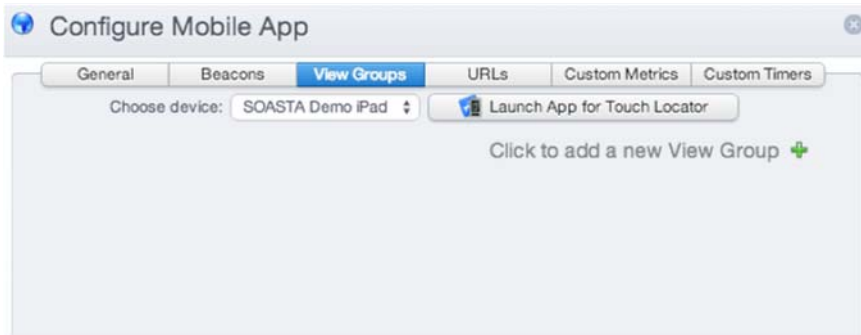 Configure Mobile App
General Beacons View Groups URLs Custom Metrics Custom Timers
Choose device: SOASTA Demo iPad Launch App for Touch Locator
Click to add a new View Group